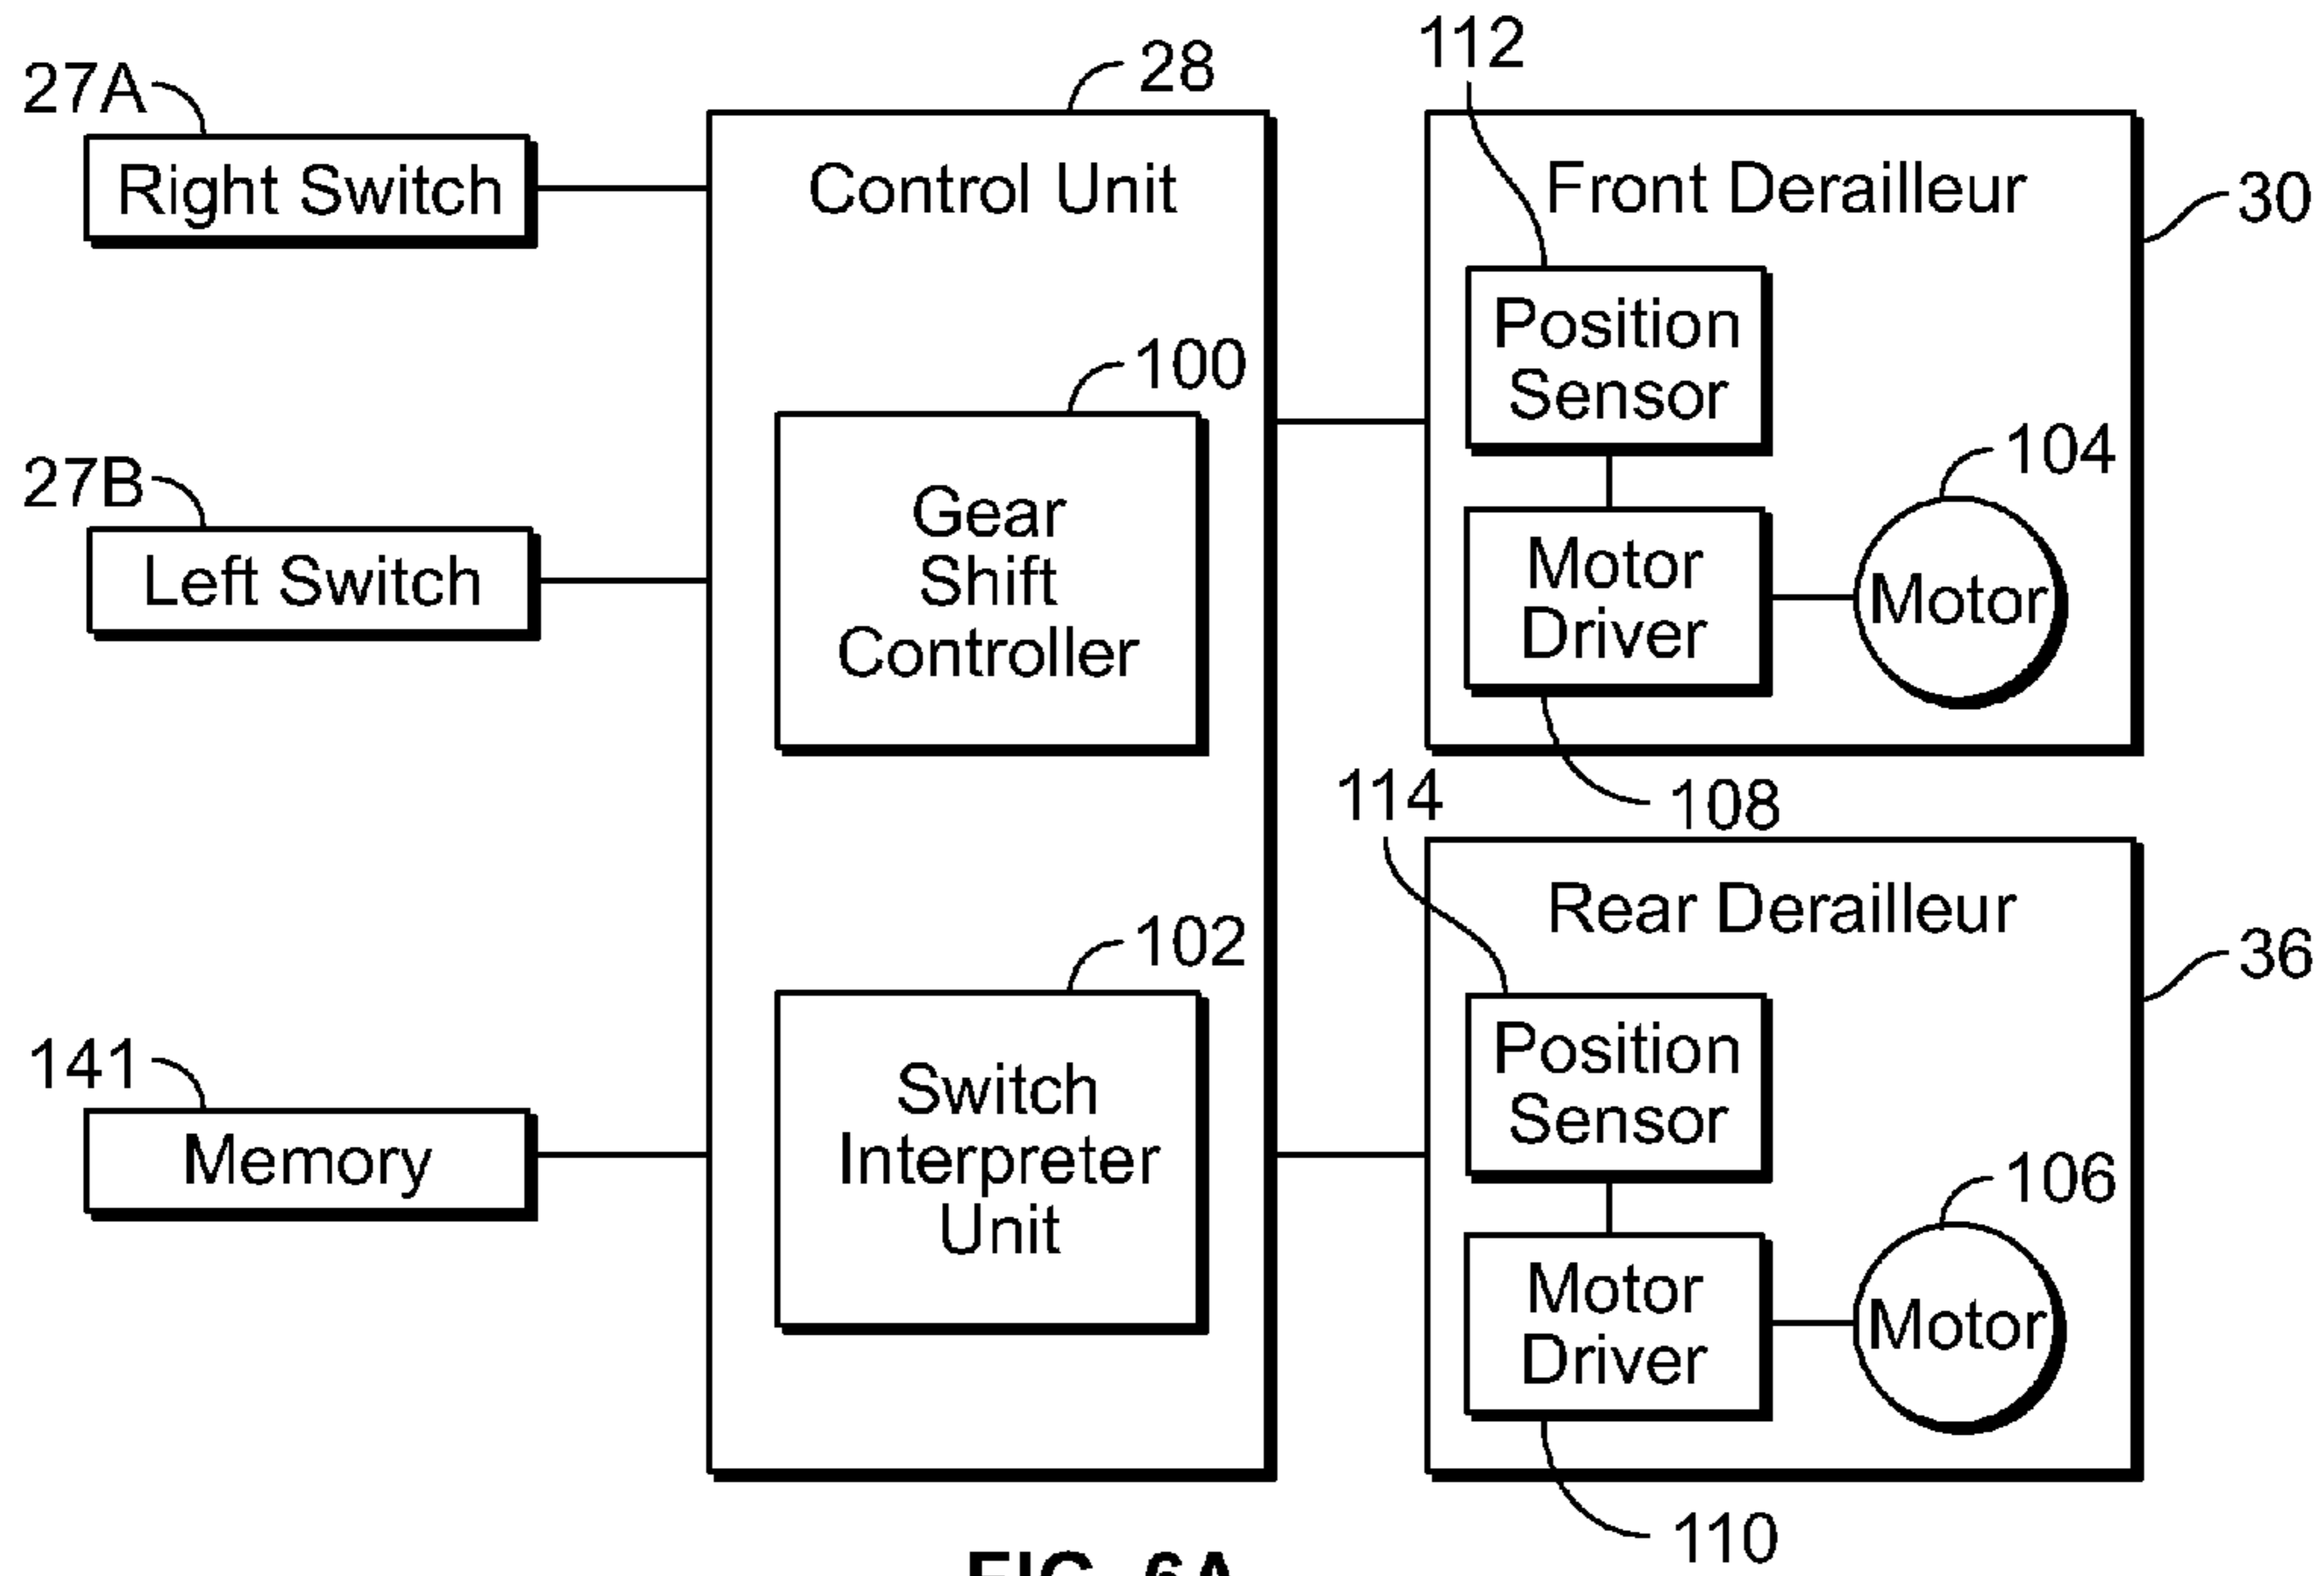 27A
Right Switch
27B
Left Switch
141
Memory
28
Control Unit
100
Gear
Shift
Controller
102
Switch
Interpreter
Unit
112
Front Derailleur
30
Position
Sensor
104
Motor
Driver
Motor
108
114
Rear Derailleur
36
Position
Sensor
106
Motor
Driver
Motor
110
FIG. 6A